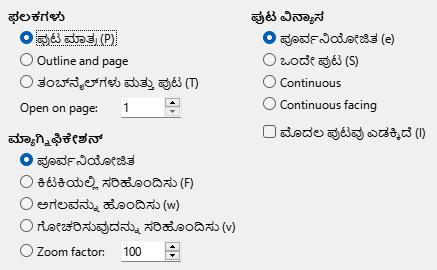 ಫಲಕಗಳು
ಪುಟ ಮಾತ್ರ (P)
Outline and page
ತಂಬ್‌ನೈಲ್‌ಗಳು ಮತ್ತು ಪುಟ (T)
Open on page: 1
ಮ್ಯಾಗ್ನಿಫಿಕೇಶನ್
ಪೂರ್ವನಿಯೋಜಿತ
ಕಿಟಕಿಯಲ್ಲಿ ಸರಿಹೊಂದಿಸು (F)
ಅಗಲವನ್ನು ಹೊಂದಿಸು (w)
ಗೋಚರಿಸುವುದನ್ನು ಸರಿಹೊಂದಿಸು (v)
Zoom factor: 100
ಪುಟ ವಿನ್ಯಾಸ
ಪೂರ್ವನಿಯೋಜಿತ (e)
ಒಂದೇ ಪುಟ (S)
Continuous
Continuous facing
ಮೊದಲ ಪುಟವು ಎಡಕ್ಕಿದೆ (l)